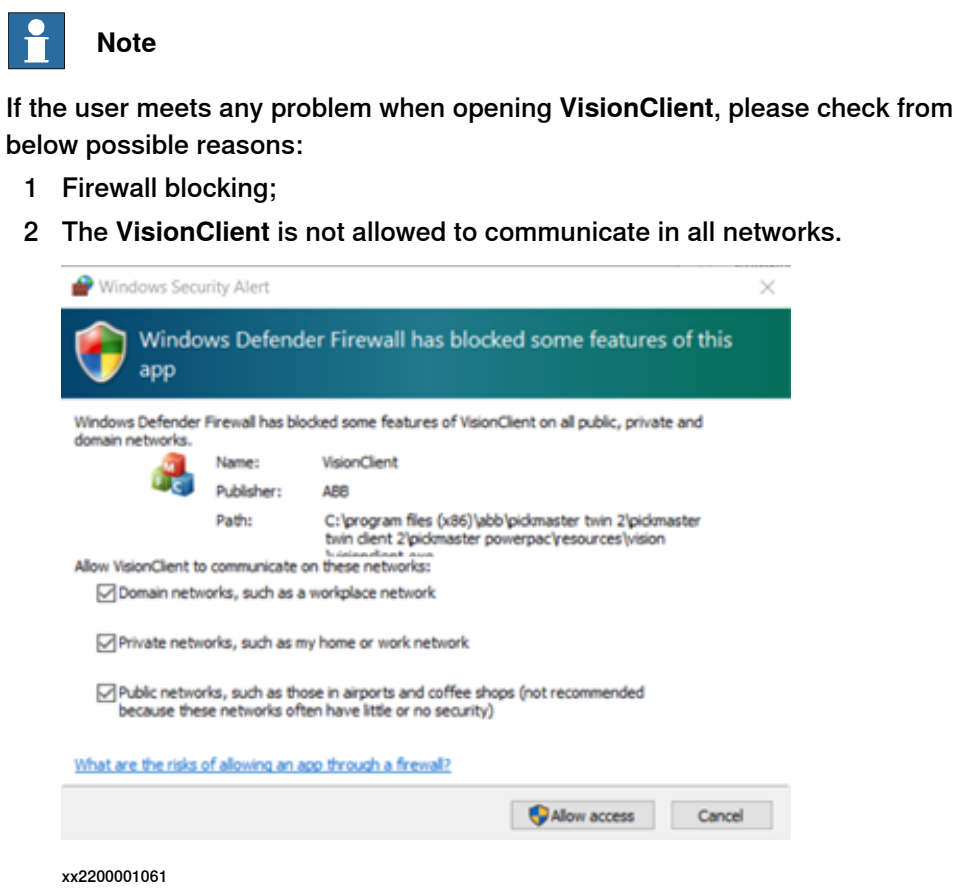 Note
If the user meets any problem when opening VisionClient, please check from
below possible reasons:
1 Firewall blocking;
2 The VisionClient is not allowed to communicate in all networks.
Windows Security Alert
Windows Defender Firewall has blocked some features of this
app
Windows Defender Firewall has blocked some features of VisionClient on all public, private and
domain networks.
Name: VisionClient
Publisher: ABB
Path: C:\program files (x86)\abb\pickmaster twin 2\pickmaster
twin client 2\pickmaster powerpac\resources\vision
Allow VisionClient to communicate on these networks:
Domain networks, such as a workplace network
Private networks, such as my home or work network
Public networks, such as those in airports and coffee shops (not recommended
because these networks often have little or no security)
What are the risks of allowing an app through a firewall?
Allow access Cancel
xx2200001061